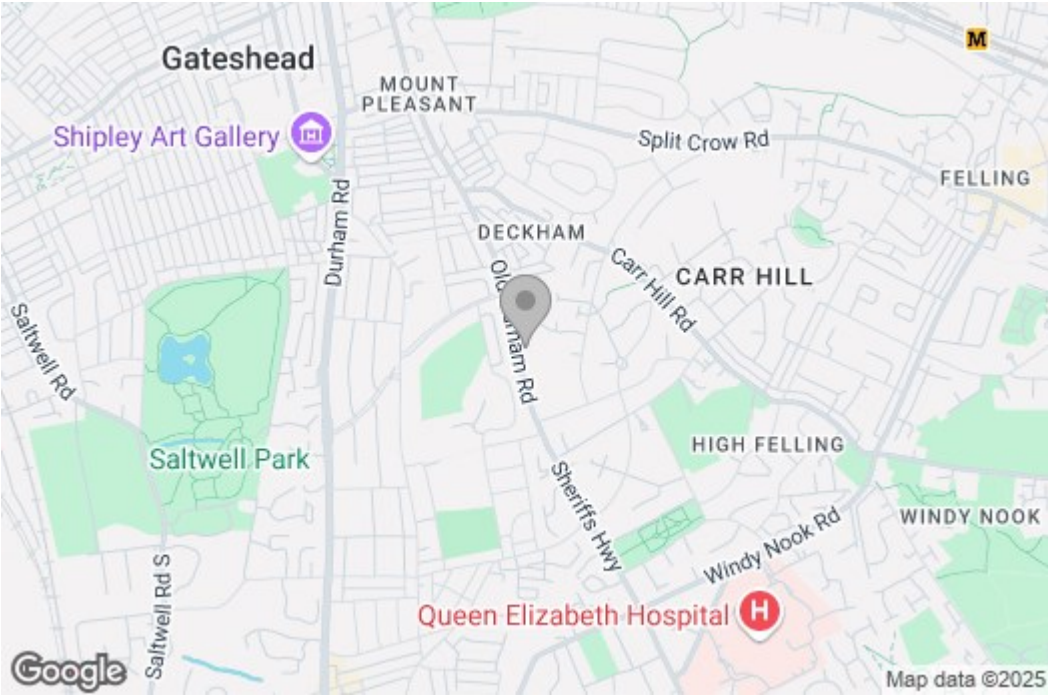 Gateshead
M
MOUNT
PLEASANT
Shipley Art Gallery
Split Crow Rd
FELLING
Durham Rd
DECKHAM
Carr Hill Rd
CARR HILL
Saltwell Rd
HIGH FELLING
Saltwell Park
Sheriffs Hwy
WINDY NOOK
Windy Nook Rd
Saltwell Rd S
Queen Elizabeth Hospital
H
Google
Map data ©2025